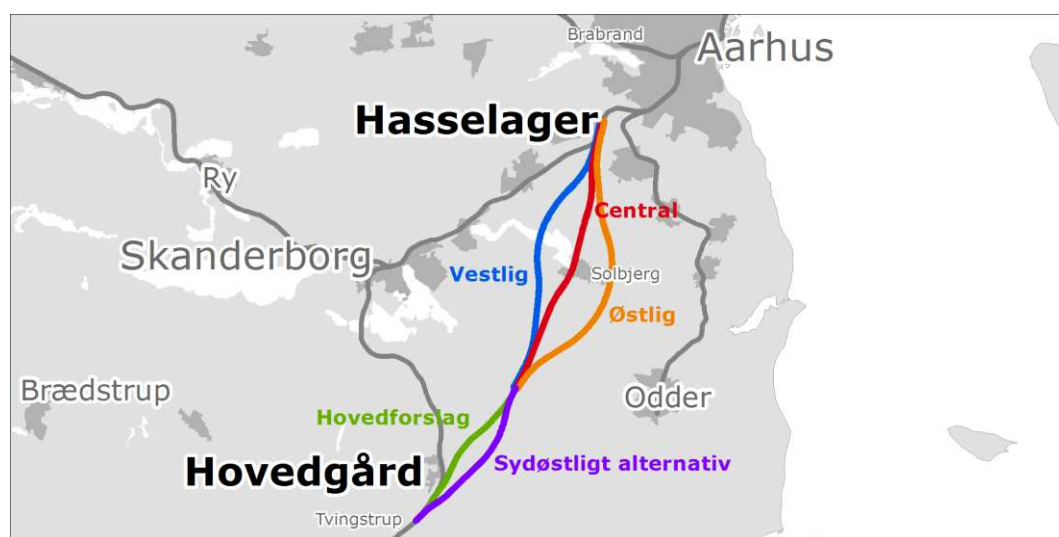 Brabrand
Aarhus
Hasselager
Ry
Central
Skanderborg
Vestlig
Solbjerg
Østlig
Brædstrup
Odder
Hovedforslag
Hovedgård
Sydøstligt alternativ
Tvingstrup